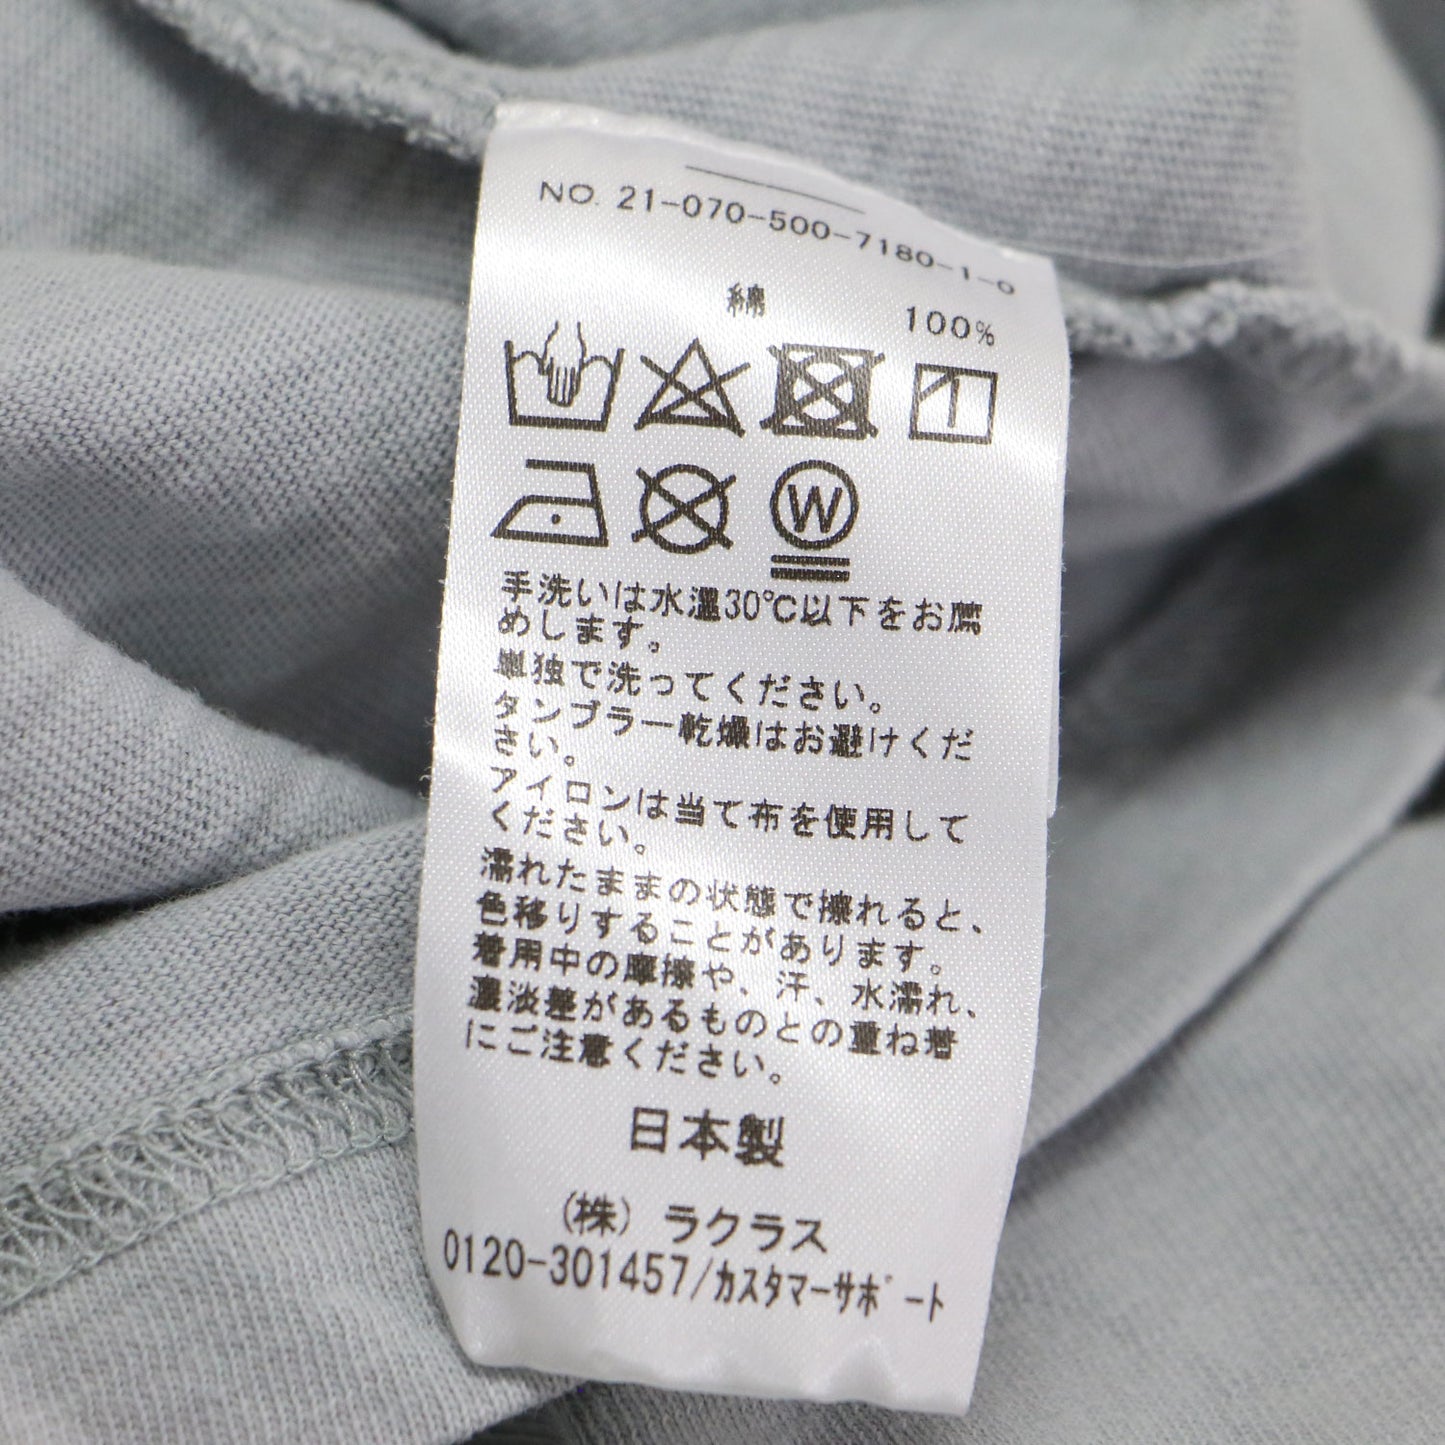 NO. 21-070-500-7180-1-0
綿 100%
W
手洗いは水温30℃以下をお薦
めします。
単独で洗ってください。
タンブラー乾燥はお避けくだ
さい。
アイロンは当て布を使用して
ください。
濡れたままの状態で擦れると、
色移りすることがあります。
着用中の摩擦や、汗、水濡れ、
濃淡差があるものとの重ね着
にご注意ください。
日本製
(株) ラクラス
0120-301457/カスタマーサポート